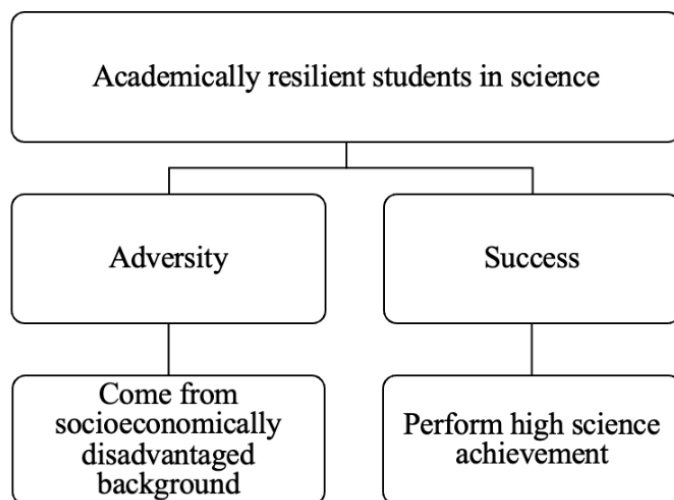 Academically resilient students in science
Adversity
Success
Come from
socioeconomically
disadvantaged
background
Perform high science
achievement